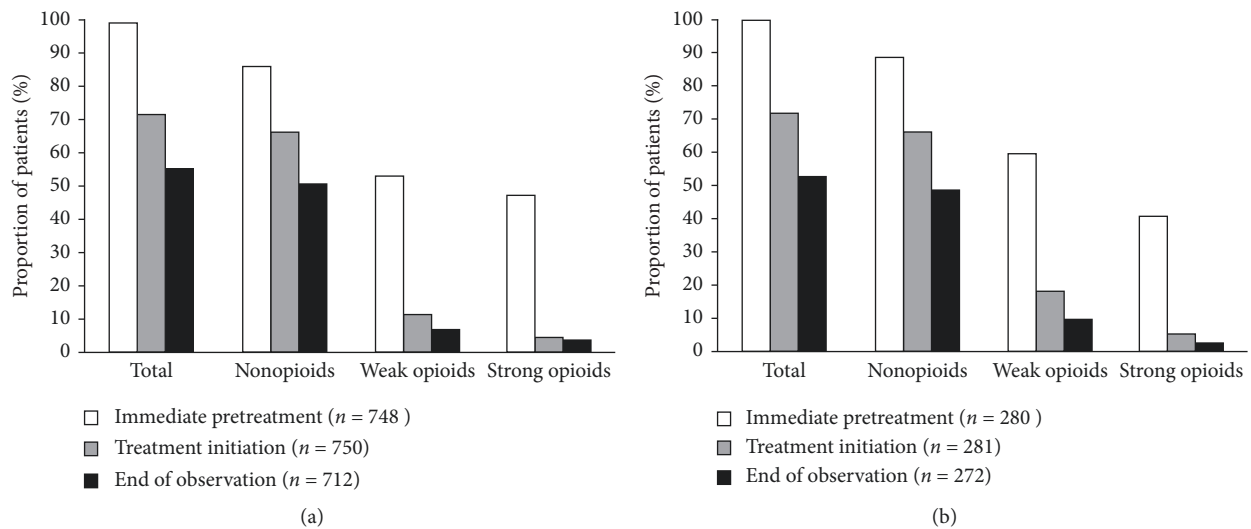 Proportion of patients (%)
100
90
80
70
60
50
40
30
20
10
0
Total Nonopioids Weak opioids Strong opioids
Immediate pretreatment (n = 748 )
Treatment initiation (n = 750)
End of observation (n = 712)
(a)
Proportion of patients (%)
100
90
80
70
60
50
40
30
20
10
0
Total Nonopioids Weak opioids Strong opioids
Immediate pretreatment (n = 280 )
Treatment initiation (n = 281)
End of observation (n = 272)
(b)